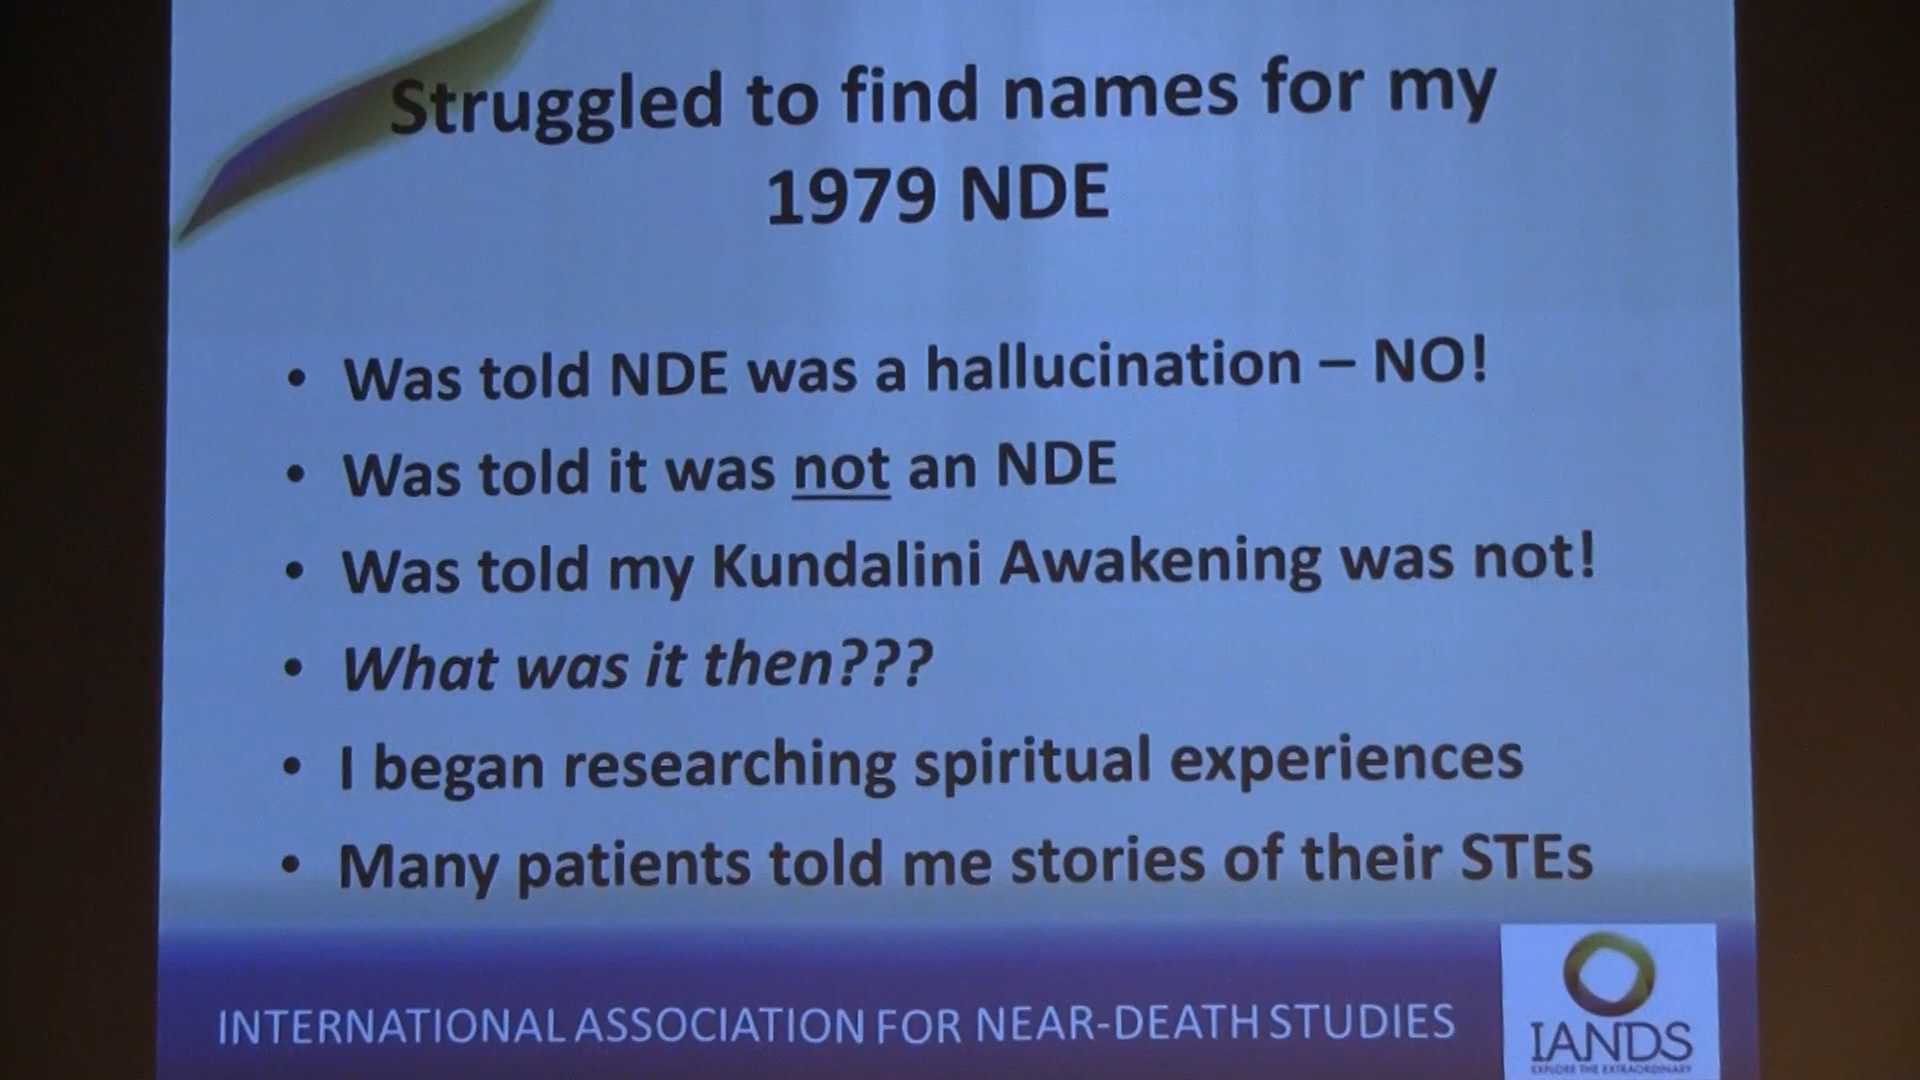 Struggled to find names for my
1979 NDE
• Was told NDE was a hallucination – NO!
• Was told it was not an NDE
• Was told my Kundalini Awakening was not!
• What was it then???
• I began researching spiritual experiences
• Many patients told me stories of their STEs
INTERNATIONAL ASSOCIATION FOR NEAR-DEATH STUDIES
IANDS
EXPLORE THE EXTRAORDINARY